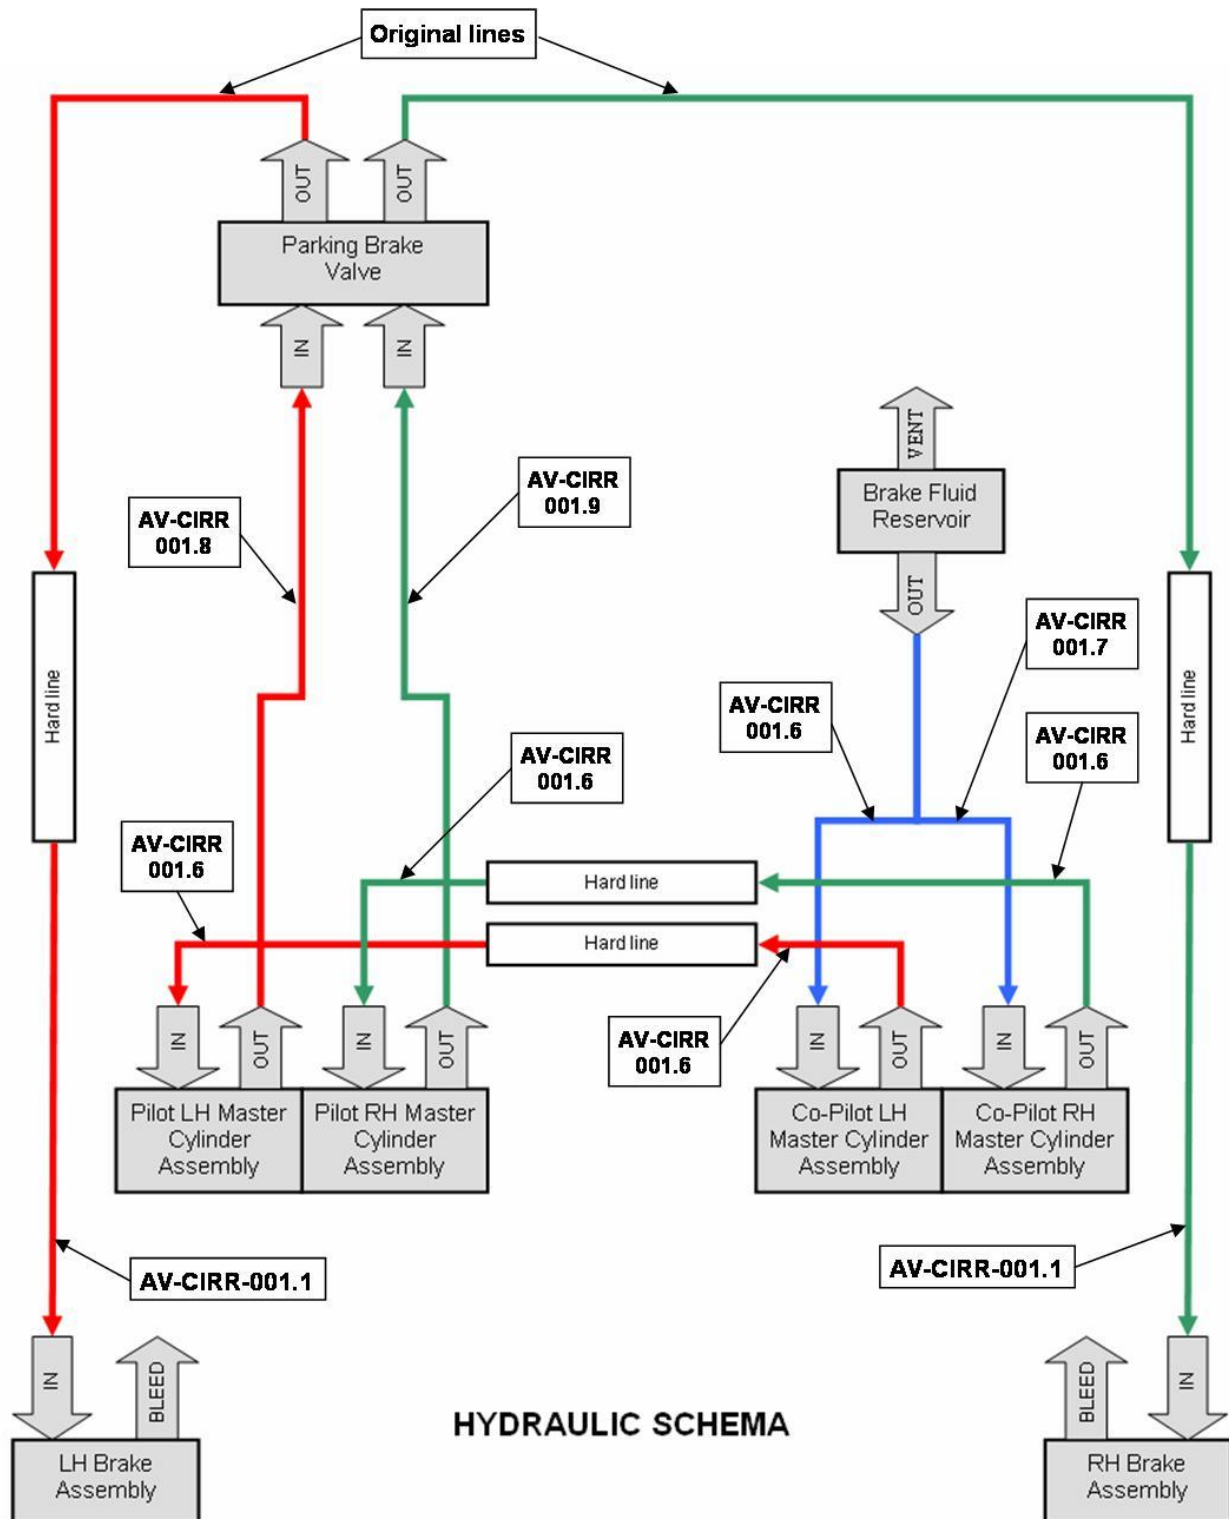 Original lines
OUT
OUT
Parking Brake
Valve
IN
IN
VENT
AV-CIRR
001.9
Brake Fluid
Reservoir
AV-CIRR
001.8
OUT
AV-CIRR
001.7
Hard line
Hard line
AV-CIRR
001.6
AV-CIRR
001.6
AV-CIRR
001.6
AV-CIRR
001.6
Hard line
Hard line
AV-CIRR
001.6
IN
OUT
IN
OUT
IN
OUT
IN
OUT
Pilot LH Master
Cylinder
Assembly
Pilot RH Master
Cylinder
Assembly
Co-Pilot LH
Master Cylinder
Assembly
Co-Pilot RH
Master Cylinder
Assembly
AV-CIRR-001.1
AV-CIRR-001.1
IN
BLEED
BLEED
IN
HYDRAULIC SCHEMA
LH Brake
Assembly
RH Brake
Assembly